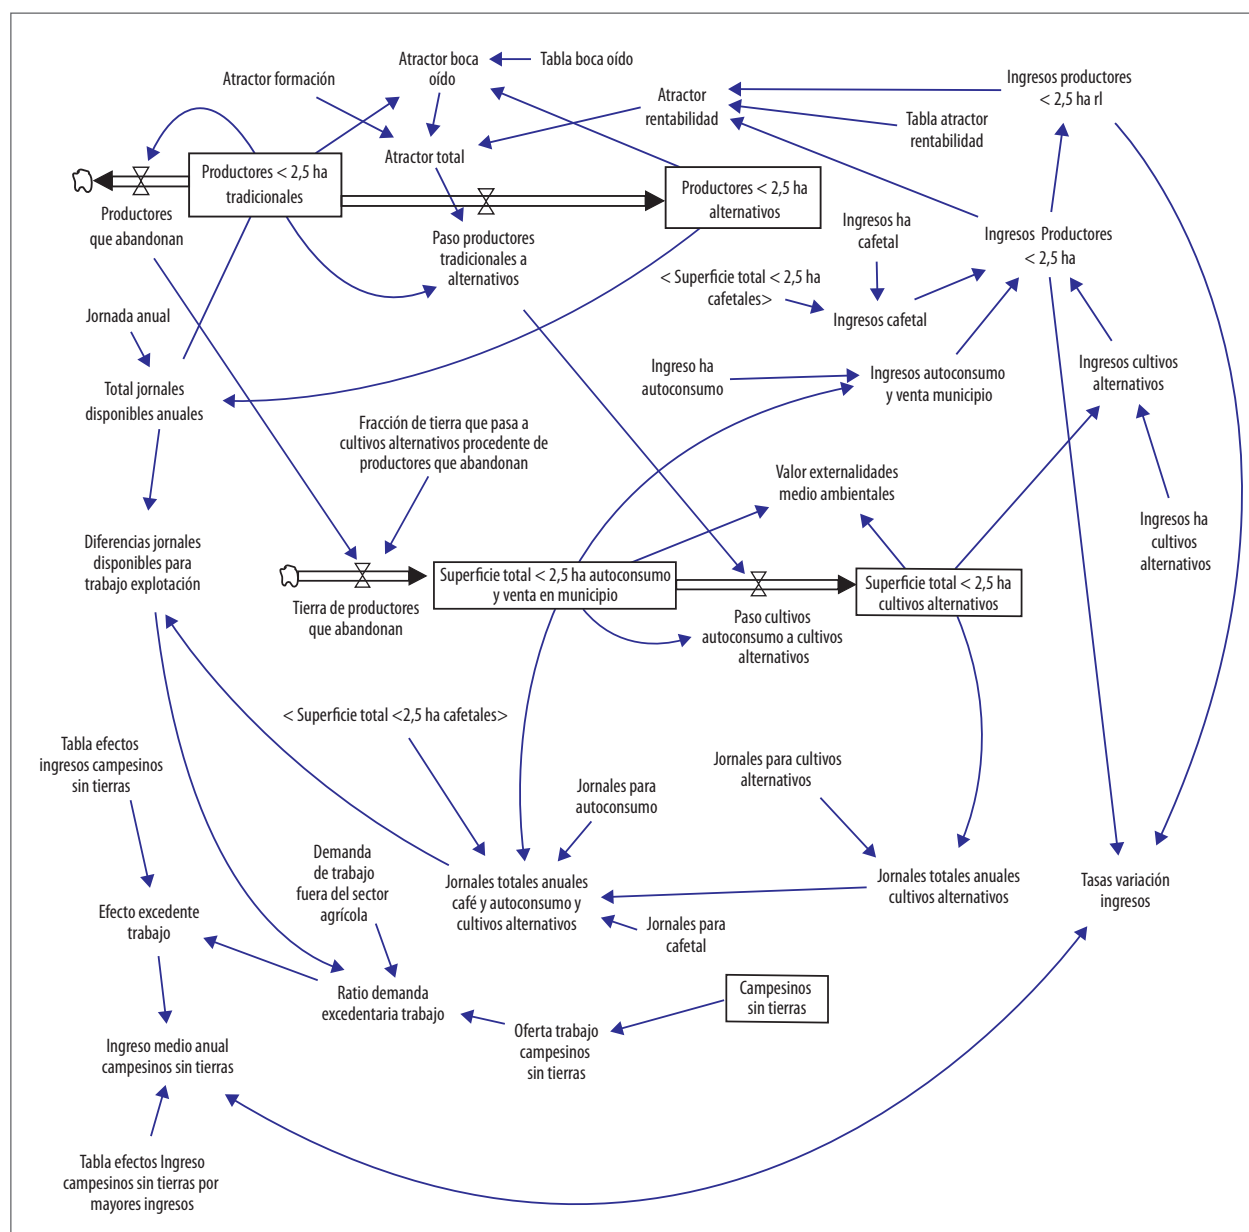 Atractor formación
Atractor boca
oído
Tabla boca oído
Atractor
rentabilidad
Ingresos productores
< 2,5 ha rl
Tabla atractor
rentabilidad
Atractor total
Productores < 2,5 ha
tradicionales
Productores < 2,5 ha
alternativos
Productores
que abandonan
Paso productores
tradicionales a
alternativos
Ingresos ha
cafetal
Ingresos Productores
< 2,5 ha
< Superficie total < 2,5 ha
cafetales>
Ingresos cafetal
Jornada anual
Total jornales
disponibles anuales
Ingreso ha
autoconsumo
Ingresos autoconsumo
y venta municipio
Ingresos cultivos
alternativos
Fracción de tierra que pasa a
cultivos alternativos procedente de
productores que abandonan
Valor externalidades
medio ambientales
Ingresos ha
cultivos
alternativos
Diferencias jornales
disponibles para
trabajo explotación
Tierra de productores
que abandonan
Superficie total < 2,5 ha autoconsumo
y venta en municipio
Superficie total < 2,5 ha
cultivos alternativos
Paso cultivos
autoconsumo a cultivos
alternativos
< Superficie total <2,5 ha cafetales>
Tabla efectos
ingresos campesinos
sin tierras
Jornales para
autoconsumo
Jornales para cultivos
alternativos
Demanda
de trabajo
fuera del sector
agrícola
Jornales totales anuales
café y autoconsumo y
cultivos alternativos
Jornales totales anuales
cultivos alternativos
Tasas variación
ingresos
Efecto excedente
trabajo
Jornales para
cafetal
Ratio demanda
excedentaria trabajo
Campesinos
sin tierras
Oferta trabajo
campesinos
sin tierras
Ingreso medio anual
campesinos sin tierras
Tabla efectos Ingreso
campesinos sin tierras por
mayores ingresos